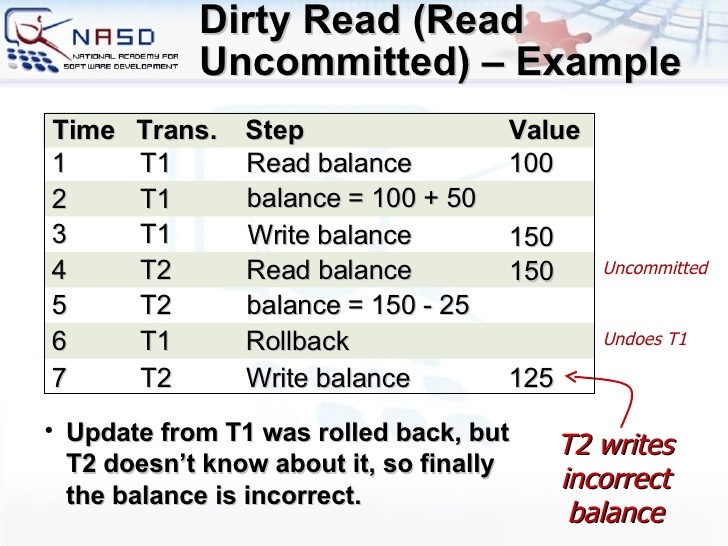 NASD
NATIONAL ACADEMY FOR
SOFTWARE DEVELOPMENT
Dirty Read (Read
Uncommitted) – Example
Time Trans. Step Value
1 T1 Read balance 100
2 T1 balance = 100 + 50
3 T1 Write balance 150
4 T2 Read balance 150 Uncommitted
5 T2 balance = 150 - 25
6 T1 Rollback Undoes T1
7 T2 Write balance 125
• Update from T1 was rolled back, but
T2 doesn’t know about it, so finally
the balance is incorrect.
T2 writes
incorrect
balance